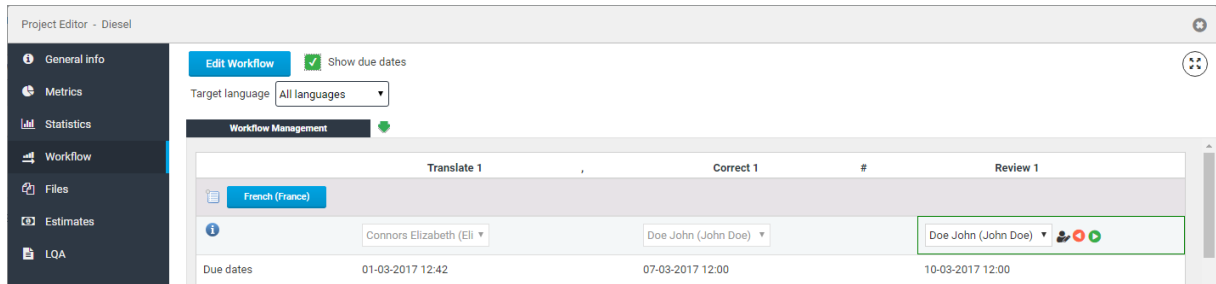 Project Editor - Diesel
General info
Metrics
Statistics
Workflow
Files
Estimates
LQA
Edit Workflow Show due dates
Target language All languages
Workflow Management
Translate 1 , Correct 1 # Review 1
French (France)
Connors Elizabeth (Eli Doe John (John Doe) Doe John (John Doe)
Due dates 01-03-2017 12:42 07-03-2017 12:00 10-03-2017 12:00